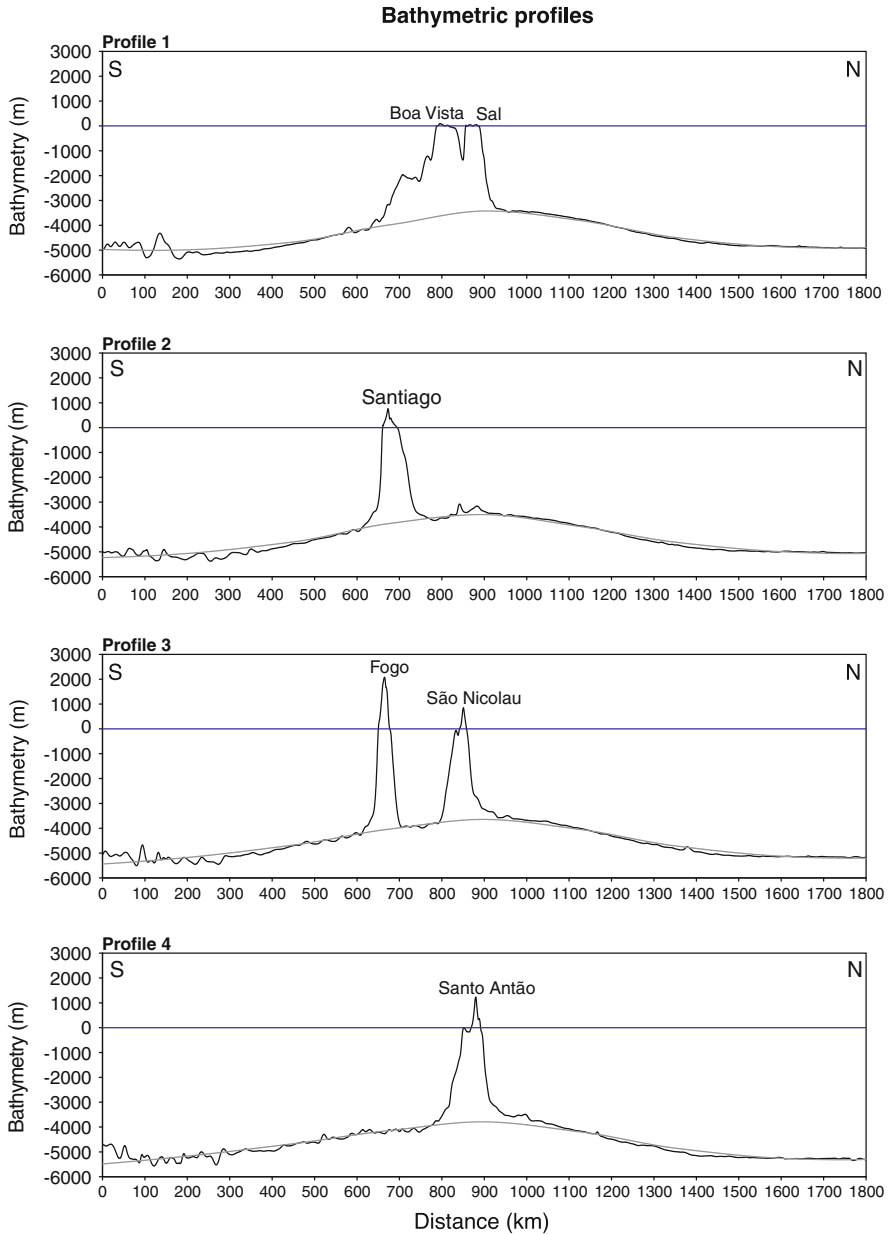 Bathymetric profiles
Profile 1
S
N
Boa Vista
Sal
Bathymetry (m)
3000
2000
1000
0
-1000
-2000
-3000
-4000
-5000
-6000
0 100 200 300 400 500 600 700 800 900 1000 1100 1200 1300 1400 1500 1600 1700 1800
Profile 2
S
N
Santiago
Bathymetry (m)
3000
2000
1000
0
-1000
-2000
-3000
-4000
-5000
-6000
0 100 200 300 400 500 600 700 800 900 1000 1100 1200 1300 1400 1500 1600 1700 1800
Profile 3
S
N
Fogo
São Nicolau
Bathymetry (m)
3000
2000
1000
0
-1000
-2000
-3000
-4000
-5000
-6000
0 100 200 300 400 500 600 700 800 900 1000 1100 1200 1300 1400 1500 1600 1700 1800
Profile 4
S
N
Santo Antão
Bathymetry (m)
3000
2000
1000
0
-1000
-2000
-3000
-4000
-5000
-6000
0 100 200 300 400 500 600 700 800 900 1000 1100 1200 1300 1400 1500 1600 1700 1800
Distance (km)